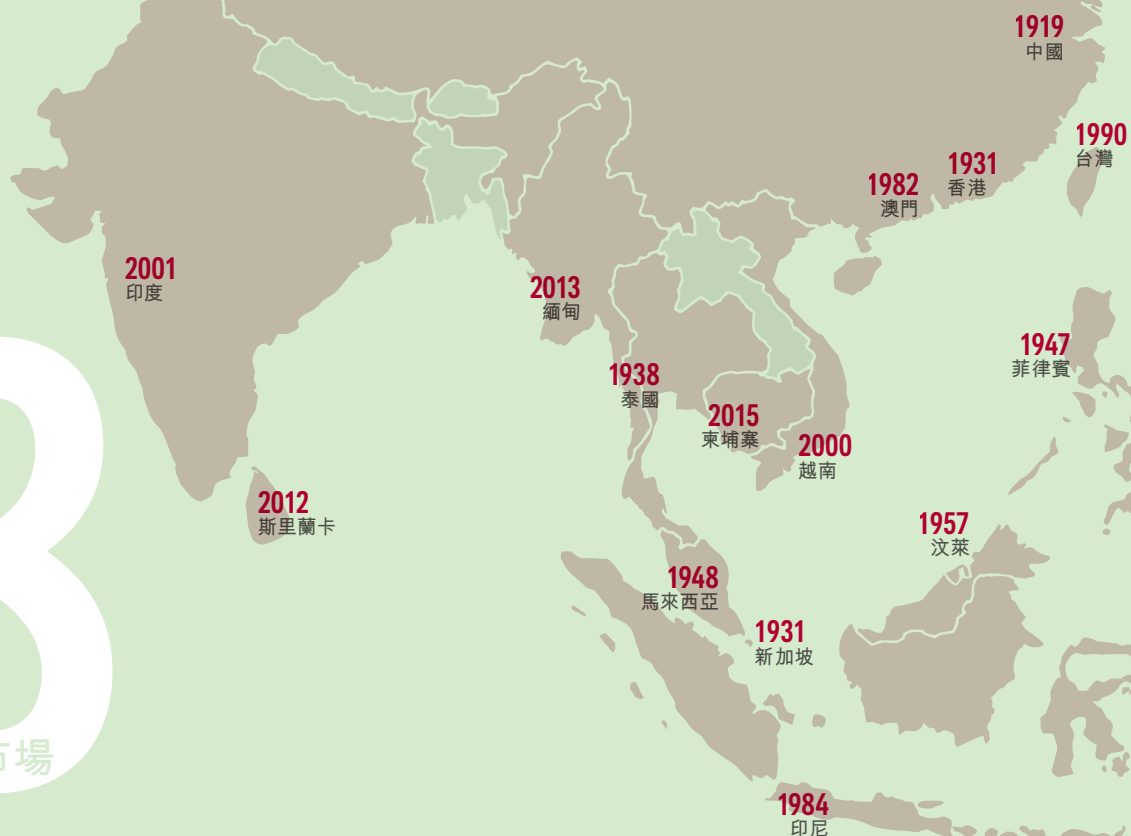 1919
中國
1990
台灣
1931
香港
1982
澳門
2001
印度
2013
緬甸
1947
菲律賓
1938
泰國
2015
柬埔寨
2000
越南
2012
斯里蘭卡
1957
汶萊
1948
馬來西亞
1931
新加坡
場
1984
印尼